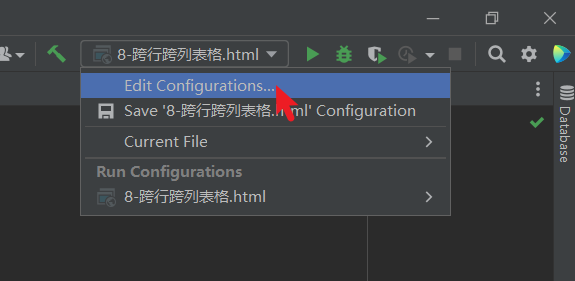 8-跨行跨列表格.html
Edit Configurations...
Save '8-跨行跨列表格.html' Configuration
Current File
Run Configurations
8-跨行跨列表格.html
Database